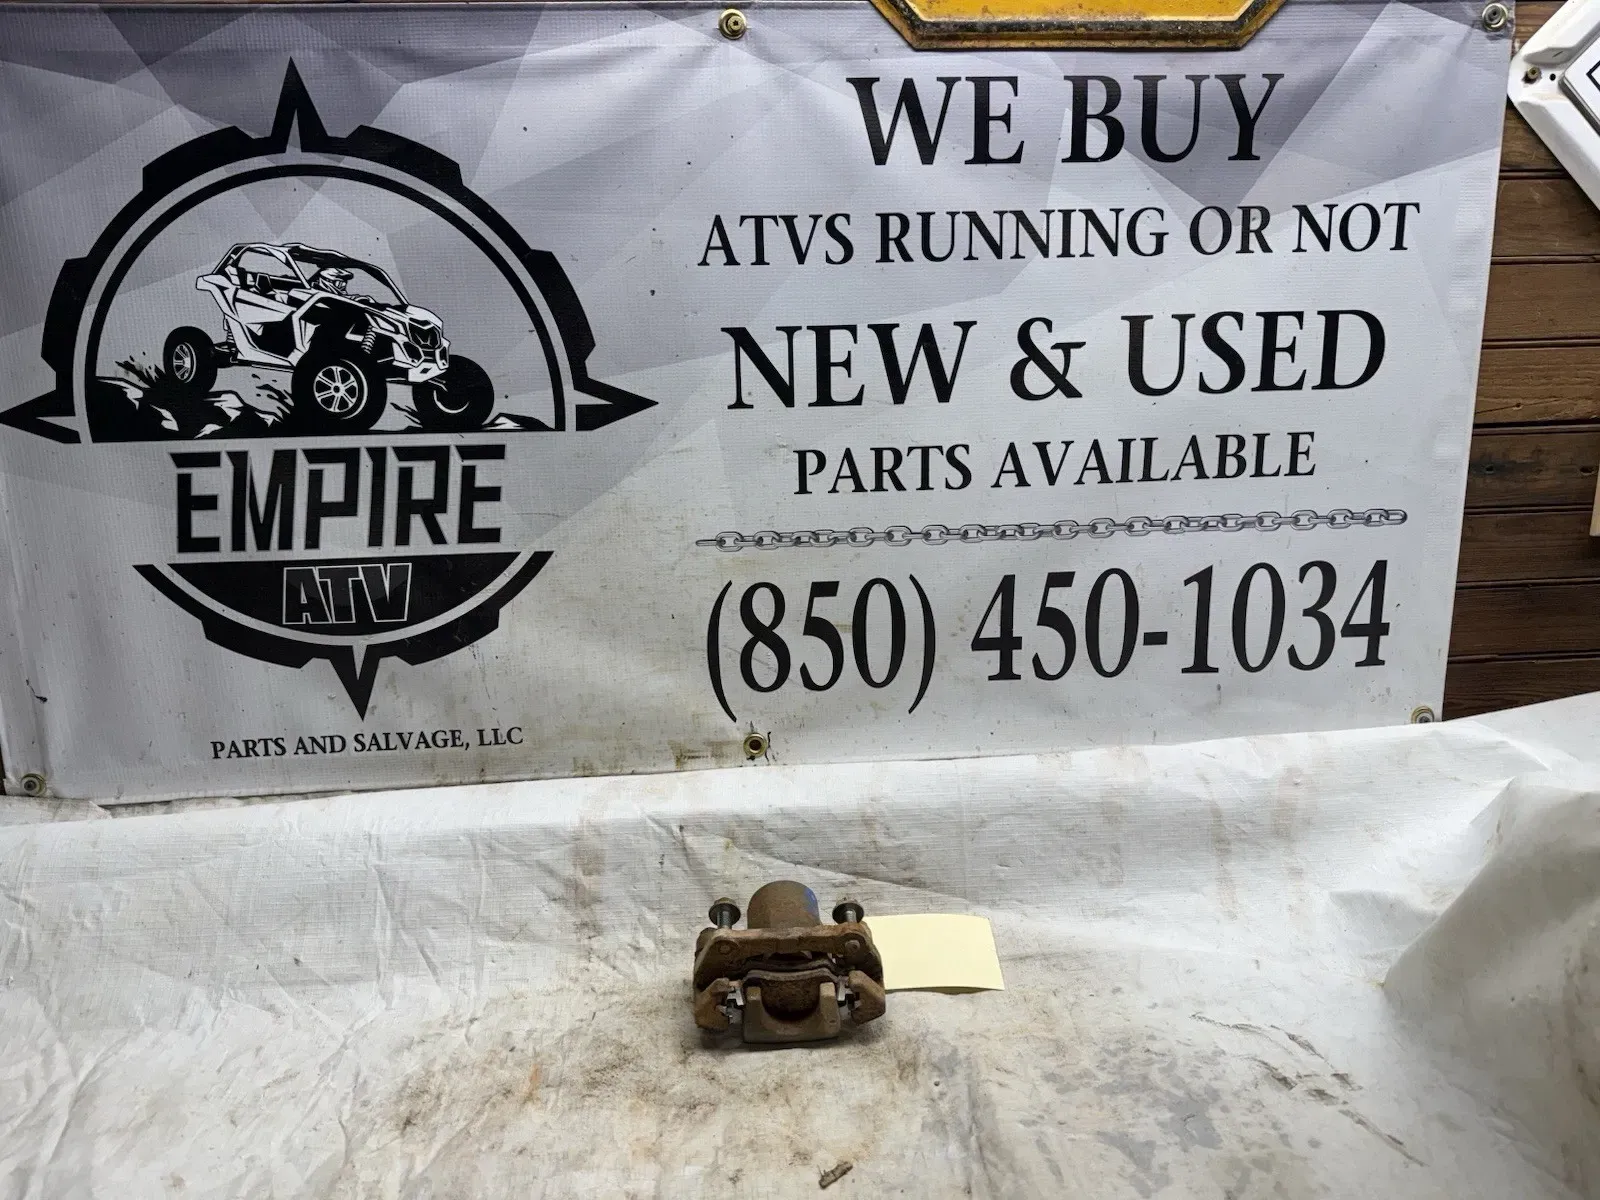 EMPIRE
ATV
PARTS AND SALVAGE, LLC
WE BUY
ATVS RUNNING OR NOT
NEW & USED
PARTS AVAILABLE
(850) 450-1034